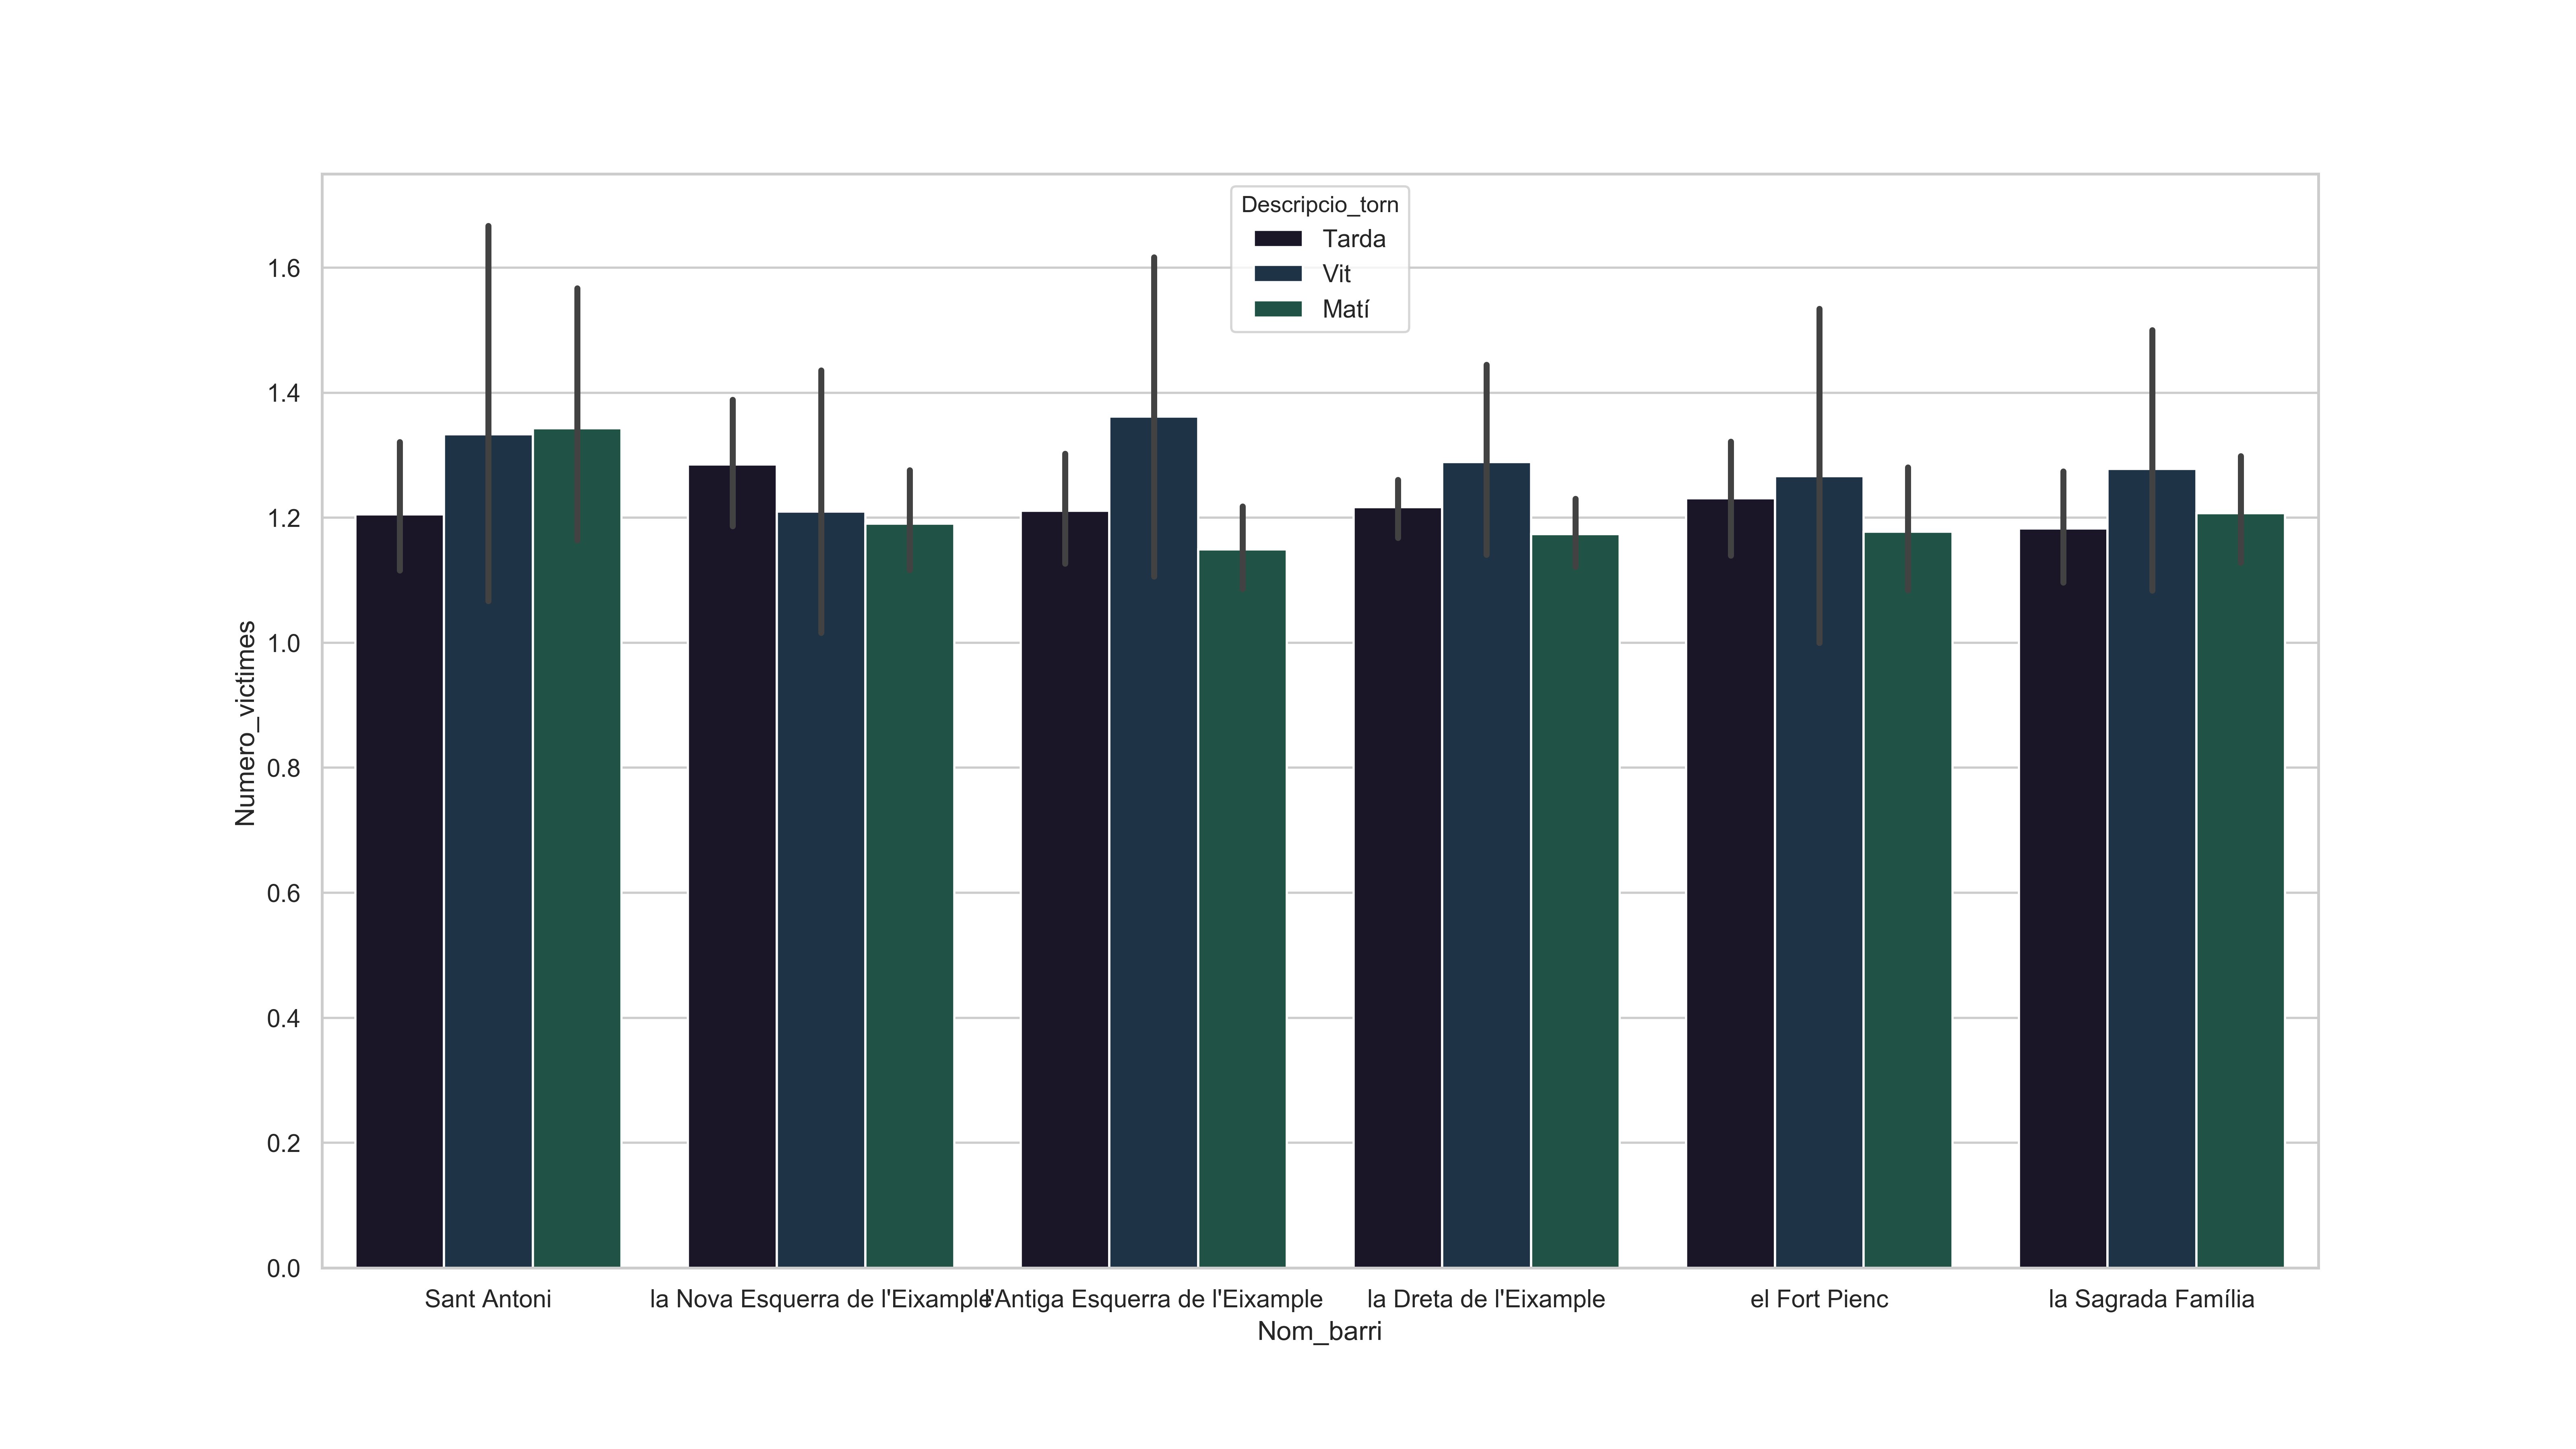 Descripcio_torn
Tarda
Vit
Matí
1.6
1.4
1.2
1.0
0.8
0.6
0.4
0.2
0.0
Numero_victimes
Sant Antoni
la Nova Esquerra de l'Eixample
l'Antiga Esquerra de l'Eixample
la Dreta de l'Eixample
el Fort Pienc
la Sagrada Família
Nom_barri